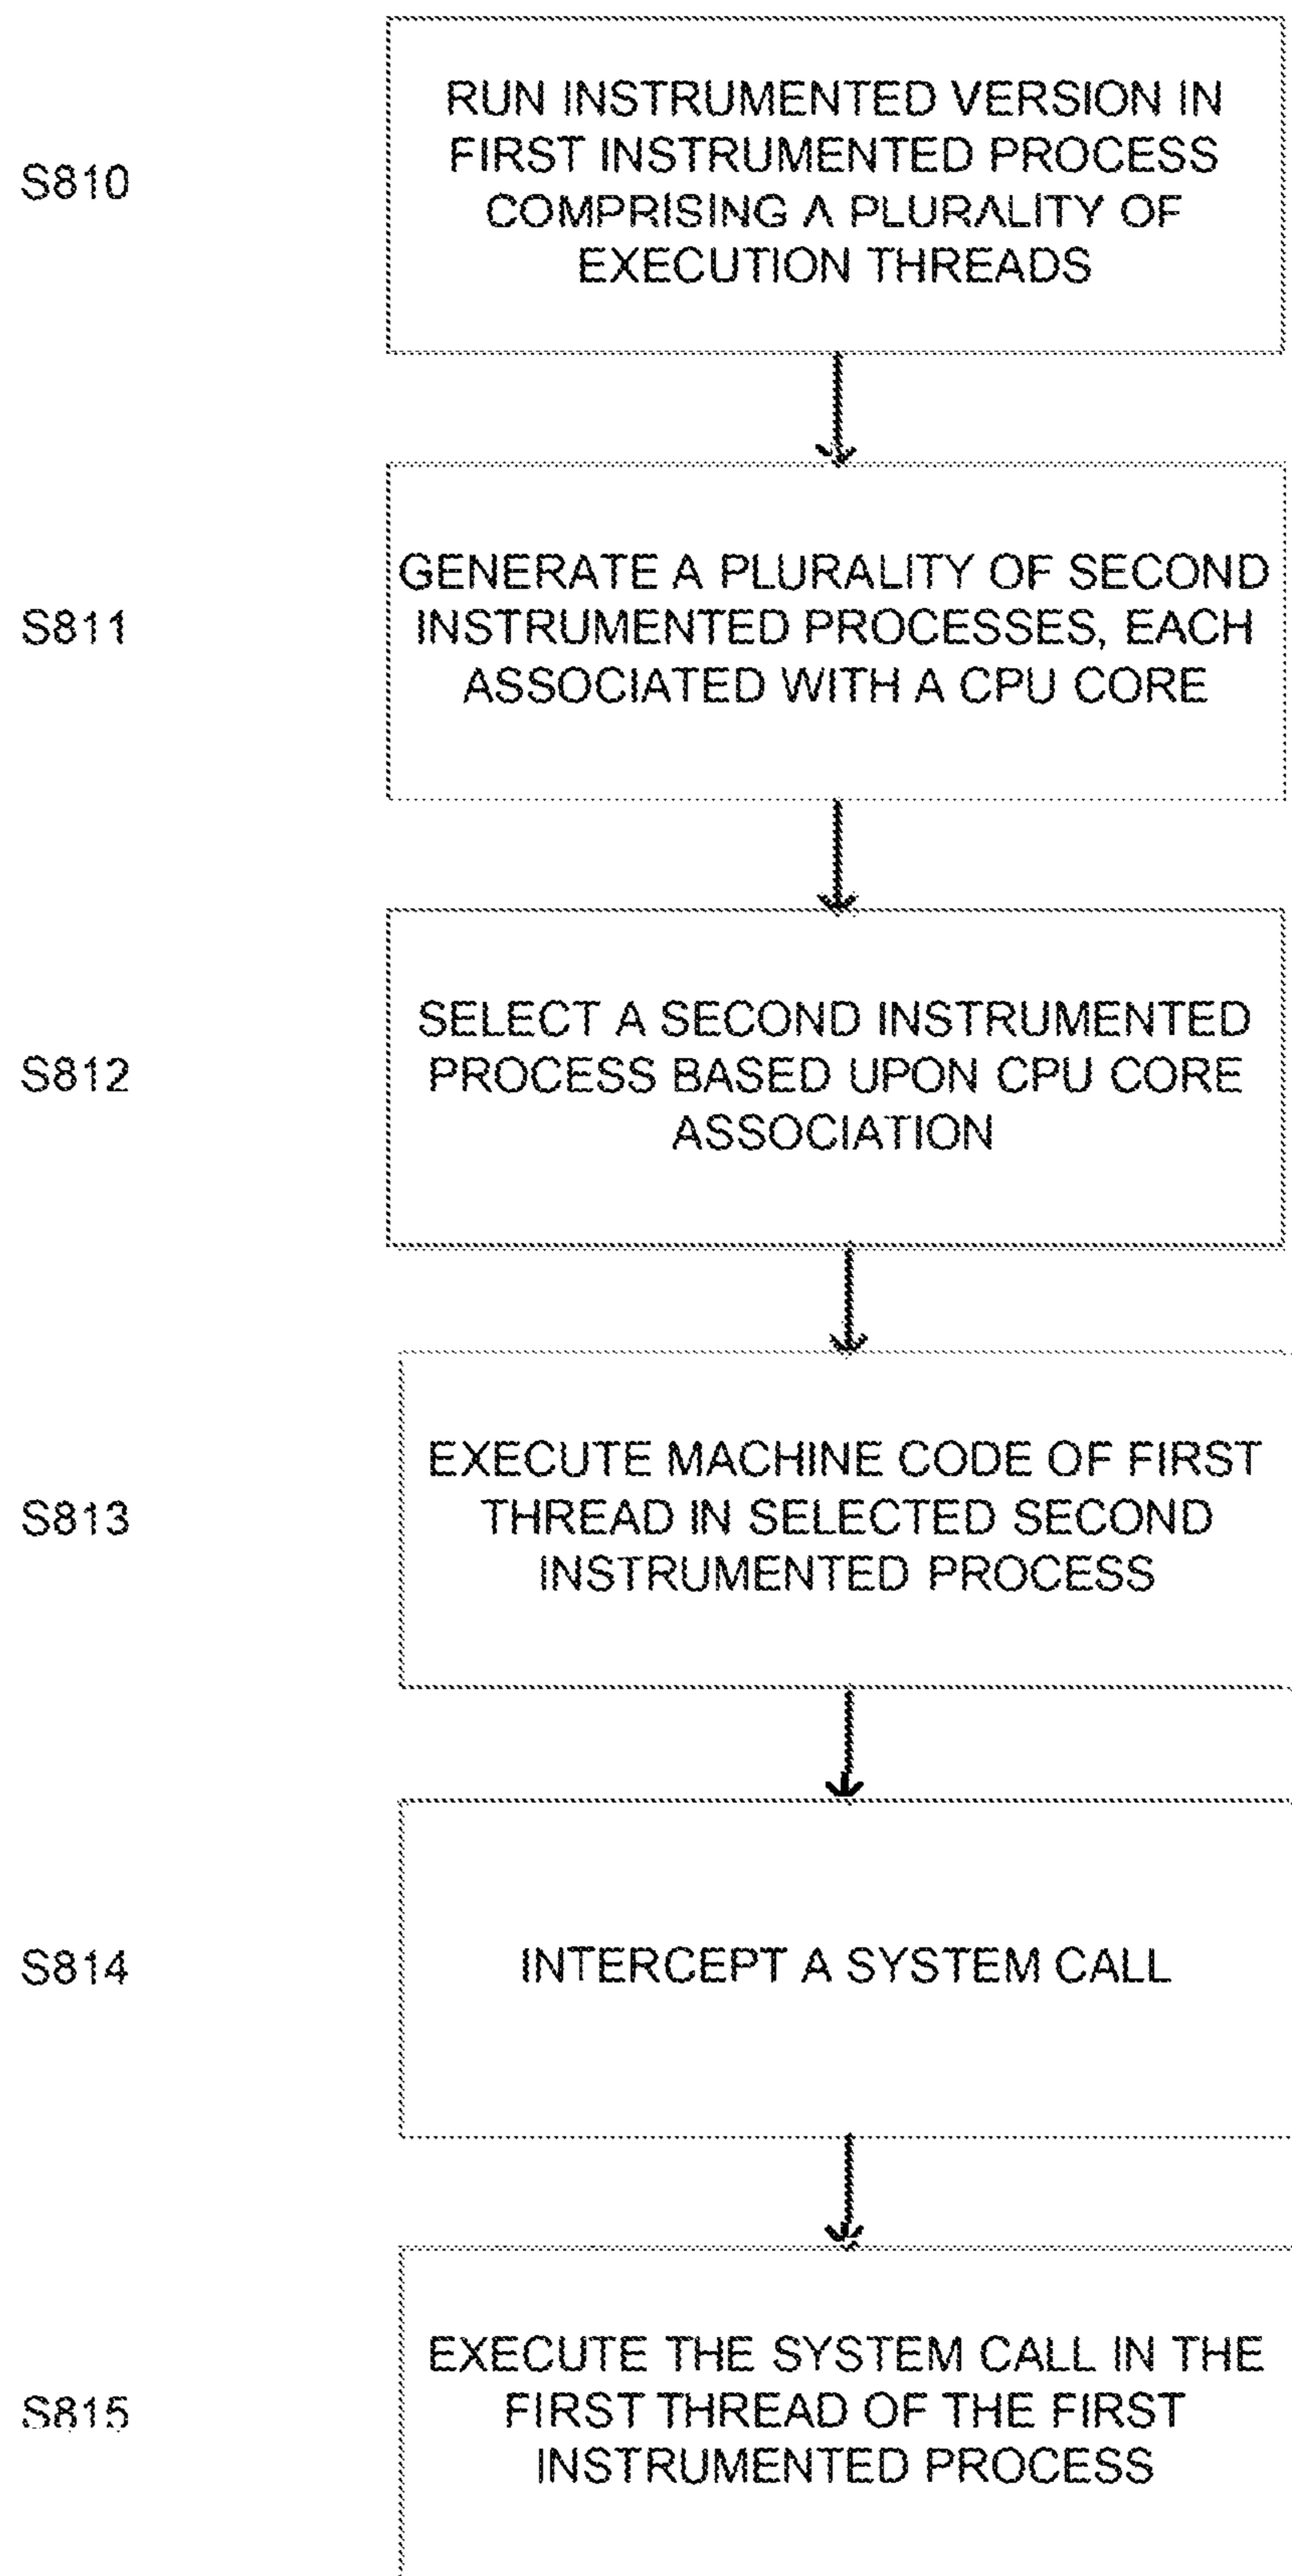 S810
RUN INSTRUMENTED VERSION IN
FIRST INSTRUMENTED PROCESS
COMPRISING A PLURALITY OF
EXECUTION THREADS
S811
GENERATE A PLURALITY OF SECOND
INSTRUMENTED PROCESSES, EACH
ASSOCIATED WITH A CPU CORE
S812
SELECT A SECOND INSTRUMENTED
PROCESS BASED UPON CPU CORE
ASSOCIATION
S813
EXECUTE MACHINE CODE OF FIRST
THREAD IN SELECTED SECOND
INSTRUMENTED PROCESS
S814
INTERCEPT A SYSTEM CALL
S815
EXECUTE THE SYSTEM CALL IN THE
FIRST THREAD OF THE FIRST
INSTRUMENTED PROCESS